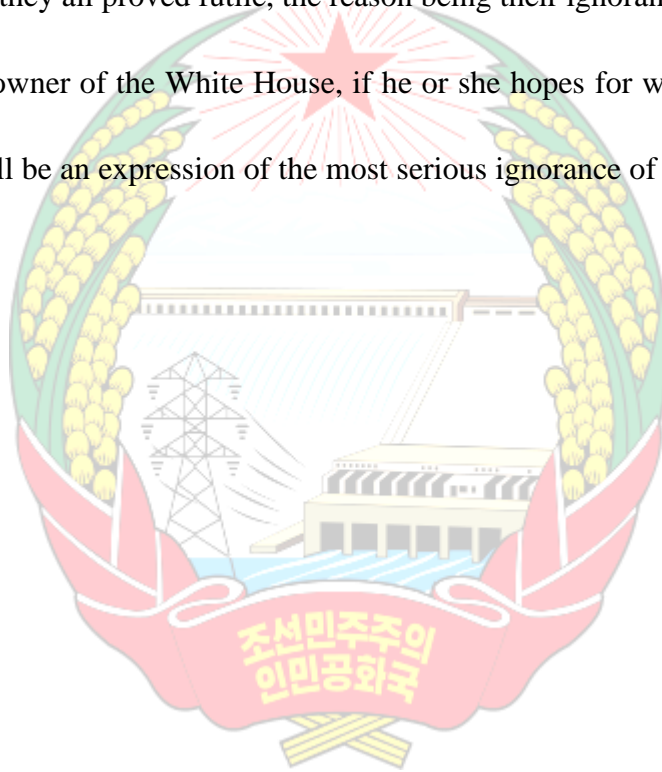 they all proved futile, the reason being their
owner of the White House, if he or she hopes for
be an expression of the most serious ignorance of
조선민주주의
인민공화국